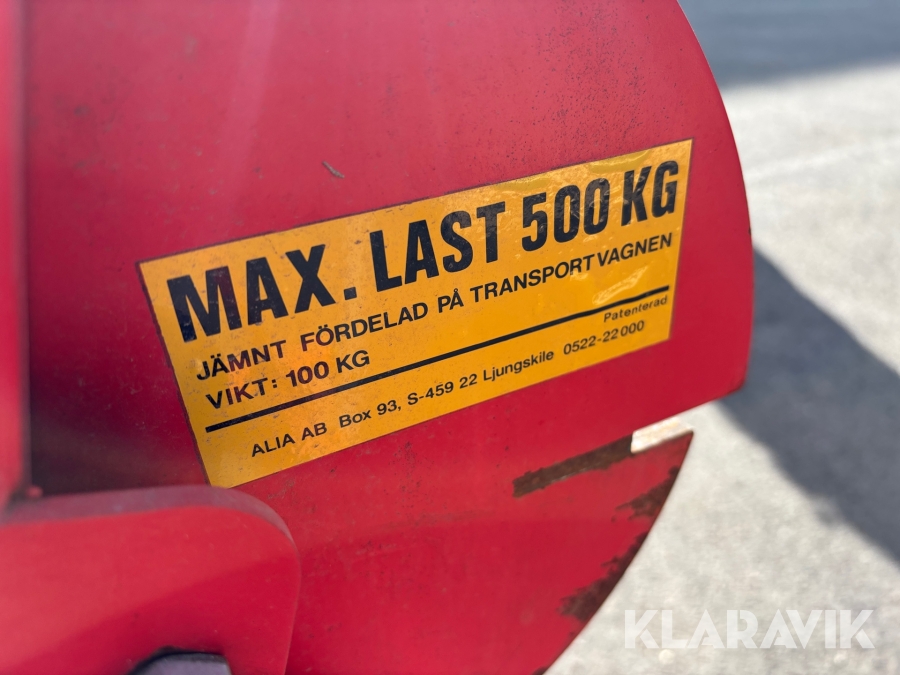 MAX. LAST 500 KG
JÄMNT FÖRDELAD PÅ TRANSPORTVAGNEN
VIKT: 100 KG
Patenterad
ALIA AB Box 93, S-459 22 Ljungskile 0522-22000
KLARAVIK